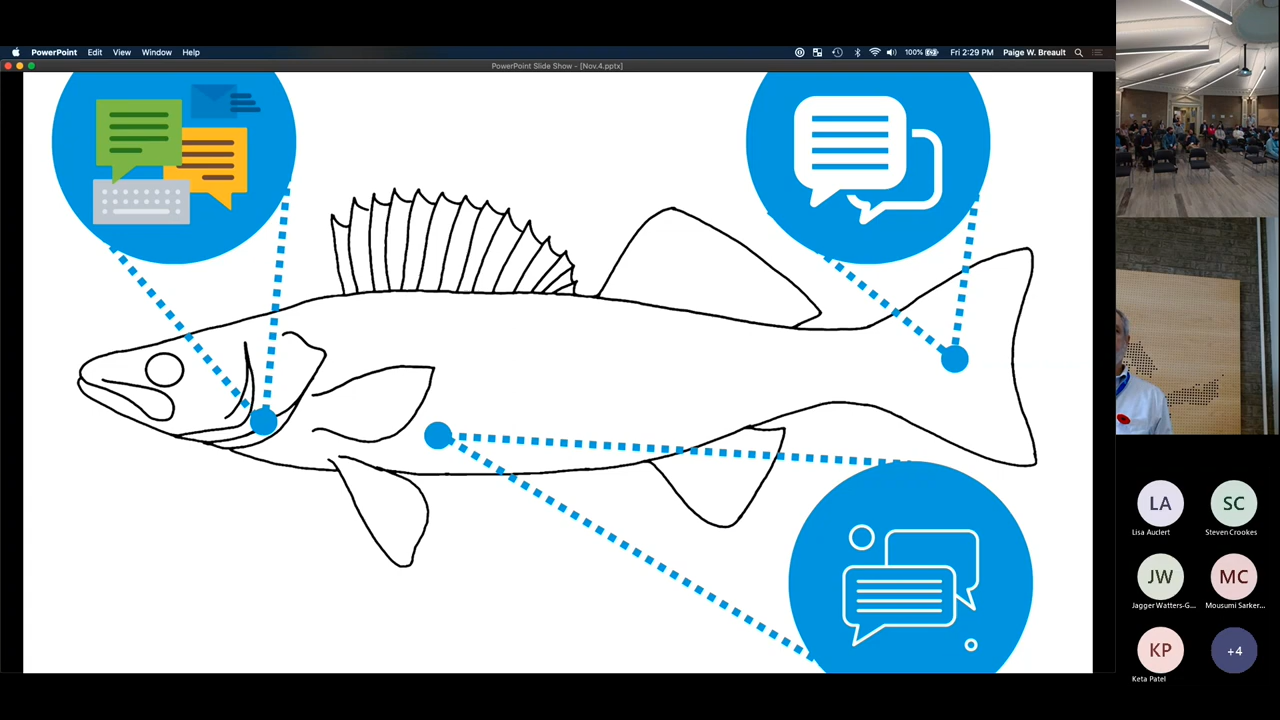 PowerPoint Edit View Window Help
100% Fri 2:29 PM Paige W. Breault
PowerPoint Slide Show - [Nov.4.pptx]
LA SC
Lisa Auclert Steven Crookes
JW MC
Jagger Watters-G... Mousumi Sarker...
KP +4
Keta Patel